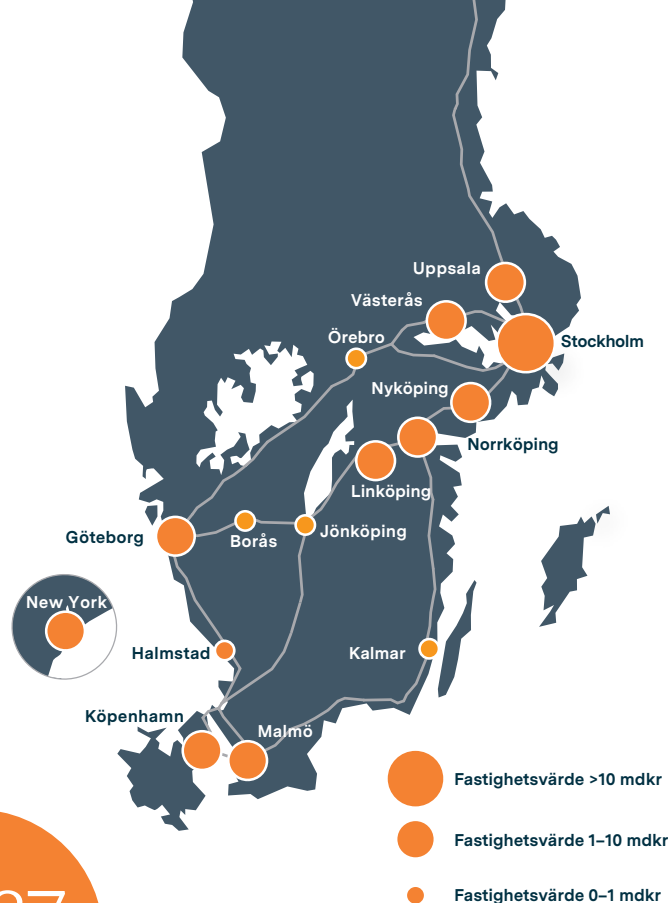 Uppsala
Västerås
Örebro
Stockholm
Nyköping
Norrköping
Linköping
Göteborg
Borås
Jönköping
New York
Halmstad
Kalmar
Köpenhamn
Malmö
Fastighetsvärde >10 mdkr
Fastighetsvärde 1–10 mdkr
Fastighetsvärde 0–1 mdkr